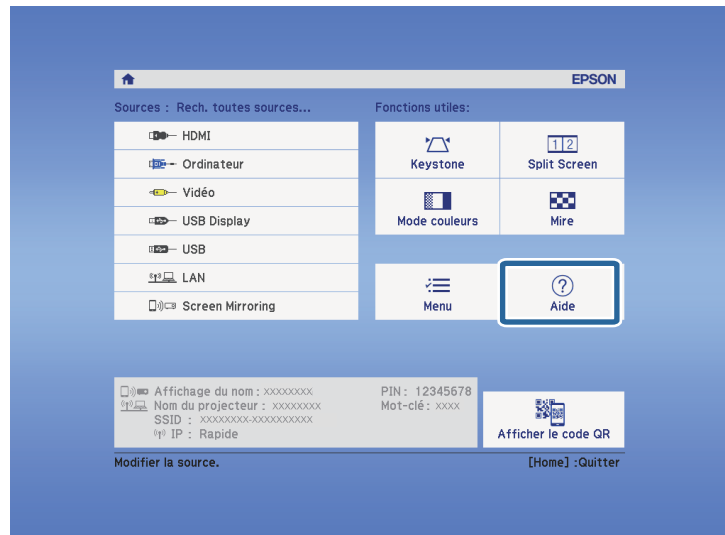 EPSON
Sources : Rech. toutes sources...
HDMI
Ordinateur
Vidéo
USB Display
USB
LAN
Screen Mirroring
Fonctions utiles:
Keystone
1 2
Split Screen
Mode couleurs
Mire
Menu
?
Aide
Affichage du nom : XXXXXXXX
Nom du projecteur : XXXXXXXX
SSID : XXXXXXXX-XXXXXXXXXX
IP : Rapide
PIN : 12345678
Mot-clé : XXXX
Afficher le code QR
Modifier la source.
[Home] :Quitter